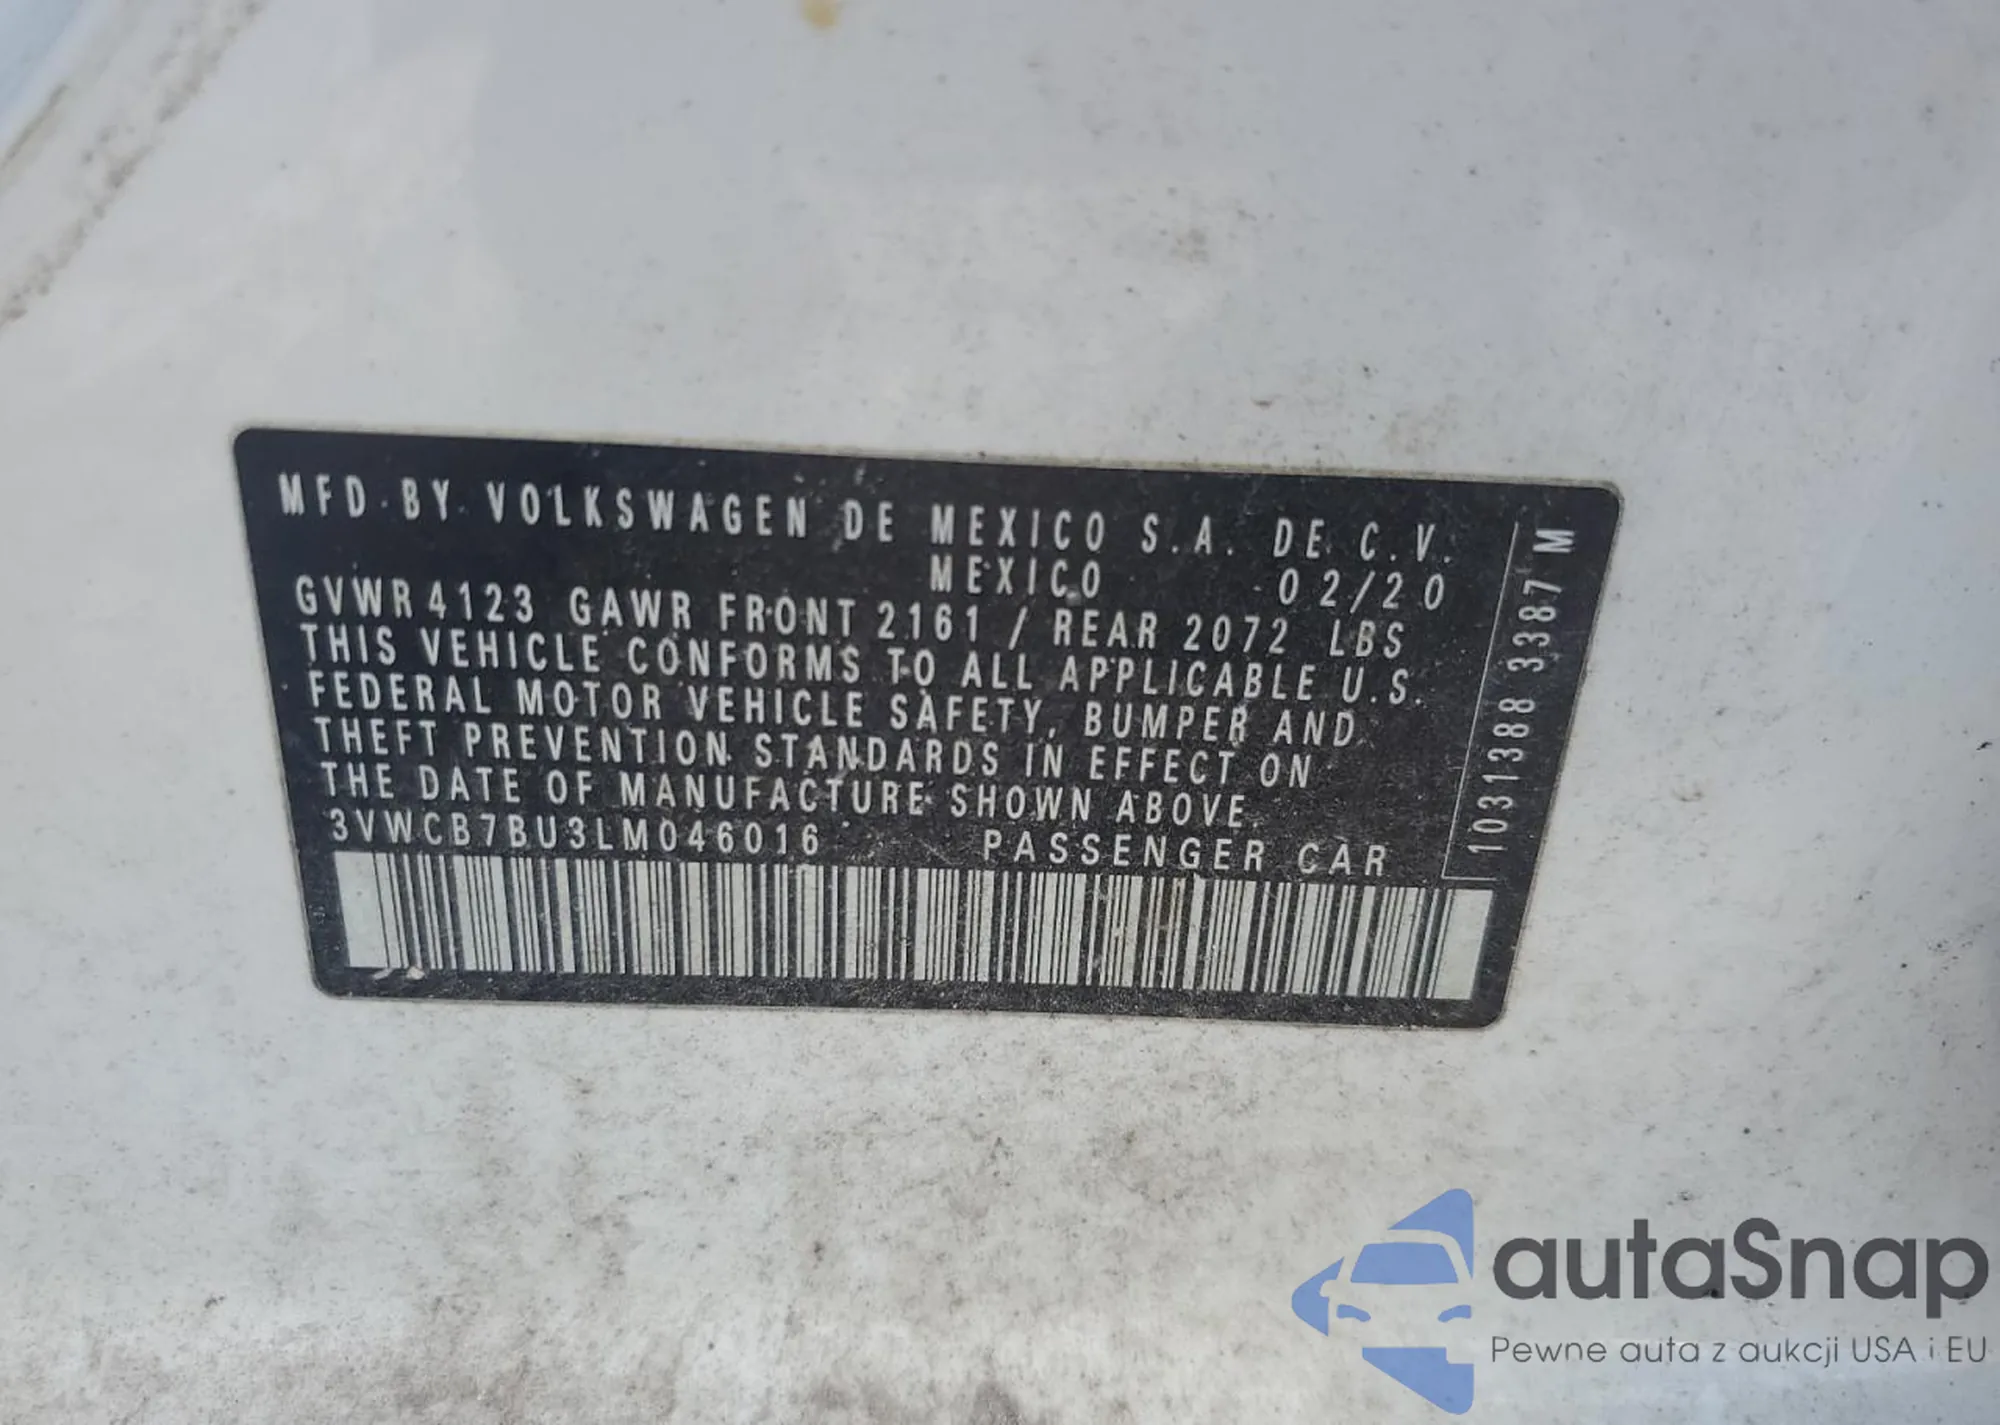 MFD. BY VOLKSWAGEN DE MEXICO S.A. DE C.V.
MEXICO 02/20
GVWR 4123 GAWR FRONT 2161 / REAR 2072 LBS
THIS VEHICLE CONFORMS TO ALL APPLICABLE U.S.
FEDERAL MOTOR VEHICLE SAFETY, BUMPER AND
THEFT PREVENTION STANDARDS IN EFFECT ON
THE DATE OF MANUFACTURE SHOWN ABOVE.
3VWCB7BU3LM046016 PASSENGER CAR
1031388 3387 M
autaSnap
Pewne auta z aukcji USA i EU